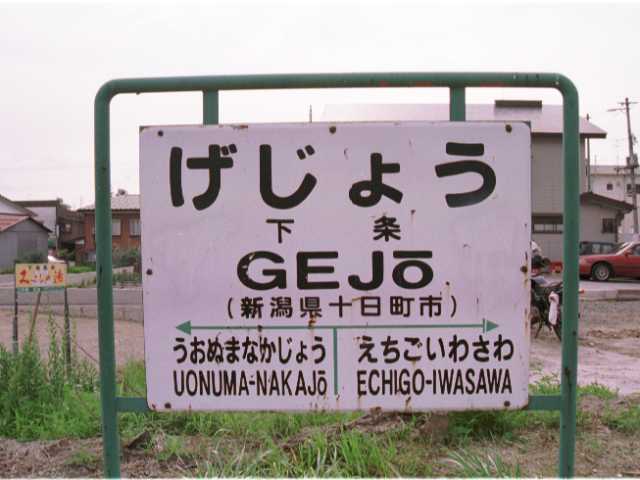 げじょう
下条
GEJō
(新潟県十日町市)
うおぬまなかじょう えちごいわさわ
UONUMA-NAKAJō ECHIGO-IWASAWA